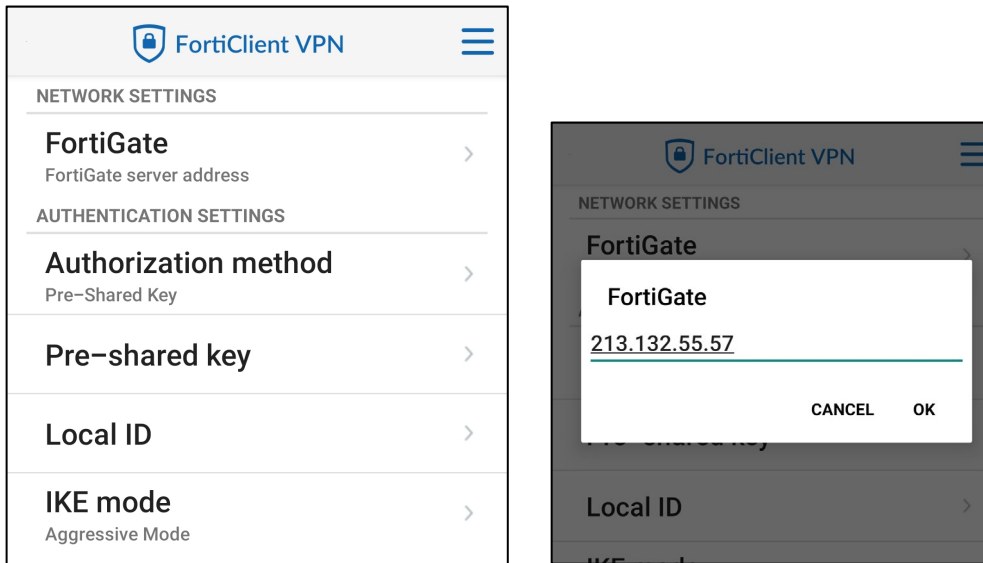 FortiClient VPN
NETWORK SETTINGS
FortiGate
FortiGate server address
AUTHENTICATION SETTINGS
Authorization method
Pre-Shared Key
Pre-shared key
Local ID
IKE mode
Aggressive Mode
FortiClient VPN
NETWORK SETTINGS
FortiGate
FortiGate
213.132.55.57
CANCEL OK
Local ID